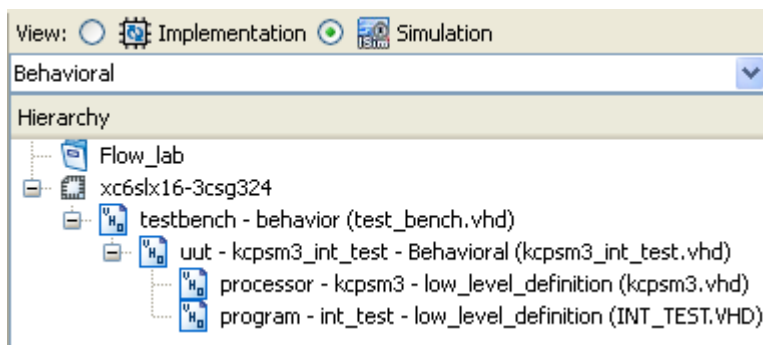 View: Implementation Simulation
Behavioral
Hierarchy
Flow_lab
xc6slx16-3csg324
testbench - behavior (test_bench.vhd)
uut - kcpsm3_int_test - Behavioral (kcpsm3_int_test.vhd)
processor - kcpsm3 - low_level_definition (kcpsm3.vhd)
program - int_test - low_level_definition (INT_TEST.VHD)